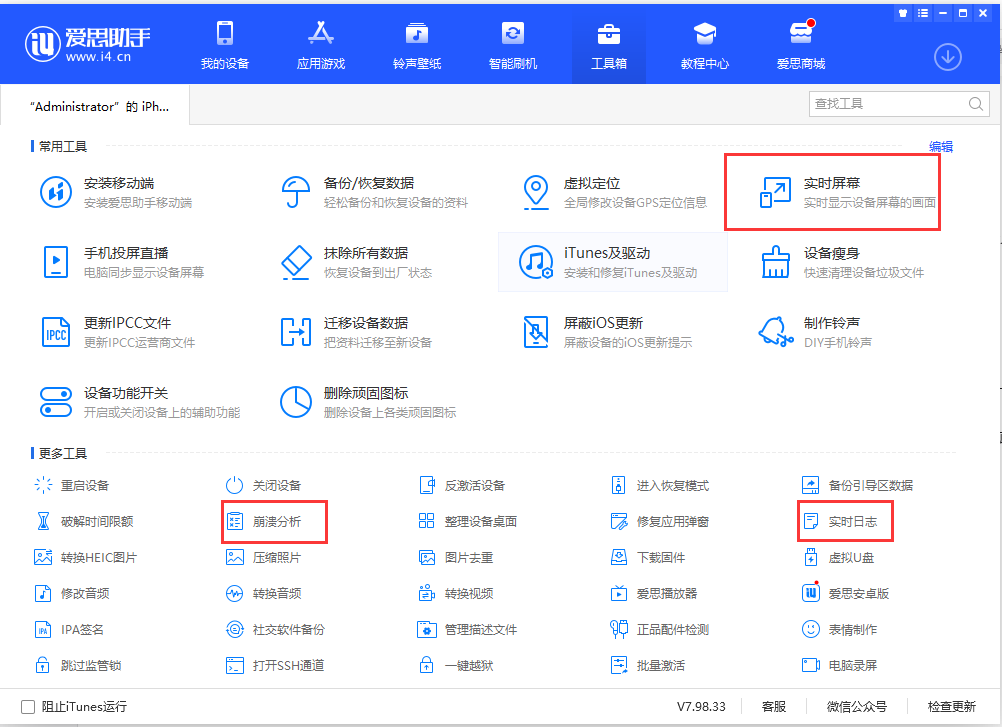 爱思助手
www.i4.cn
我的设备
应用游戏
铃声壁纸
智能刷机
工具箱
教程中心
爱思商城
“Administrator” 的 iPh...
查找工具
常用工具
编辑
安装移动端
安装爱思助手移动端
备份/恢复数据
轻松备份和恢复设备的资料
虚拟定位
全局修改设备GPS定位信息
实时屏幕
实时显示设备屏幕的画面
手机投屏直播
电脑同步显示设备屏幕
抹除所有数据
恢复设备到出厂状态
iTunes及驱动
安装和修复iTunes及驱动
设备瘦身
快速清理设备垃圾文件
更新IPCC文件
更新IPCC运营商文件
迁移设备数据
把资料迁移至新设备
屏蔽iOS更新
屏蔽设备的iOS更新提示
制作铃声
DIY手机铃声
设备功能开关
开启或关闭设备上的辅助功能
删除顽固图标
删除设备上各类顽固图标
更多工具
重启设备
关闭设备
反激活设备
进入恢复模式
备份引导区数据
破解时间限额
崩溃分析
整理设备桌面
修复应用弹窗
实时日志
转换HEIC图片
压缩照片
图片去重
下载固件
虚拟U盘
修改音频
转换音频
转换视频
爱思播放器
爱思安卓版
IPA签名
社交软件备份
管理描述文件
正品配件检测
表情制作
跳过监管锁
打开SSH通道
一键越狱
批量激活
电脑录屏
阻止iTunes运行
V7.98.33
客服
微信公众号
检查更新